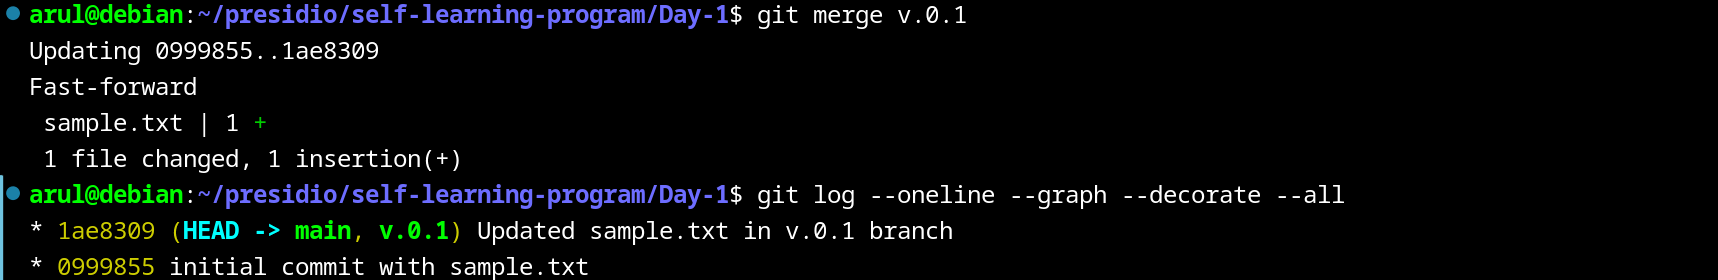 arul@debian:~/presidio/self-learning-program/Day-1$ git merge v.0.1
Updating 0999855..1ae8309
Fast-forward
 sample.txt | 1 +
 1 file changed, 1 insertion(+)
arul@debian:~/presidio/self-learning-program/Day-1$ git log --oneline --graph --decorate --all
* 1ae8309 (HEAD -> main, v.0.1) Updated sample.txt in v.0.1 branch
* 0999855 initial commit with sample.txt